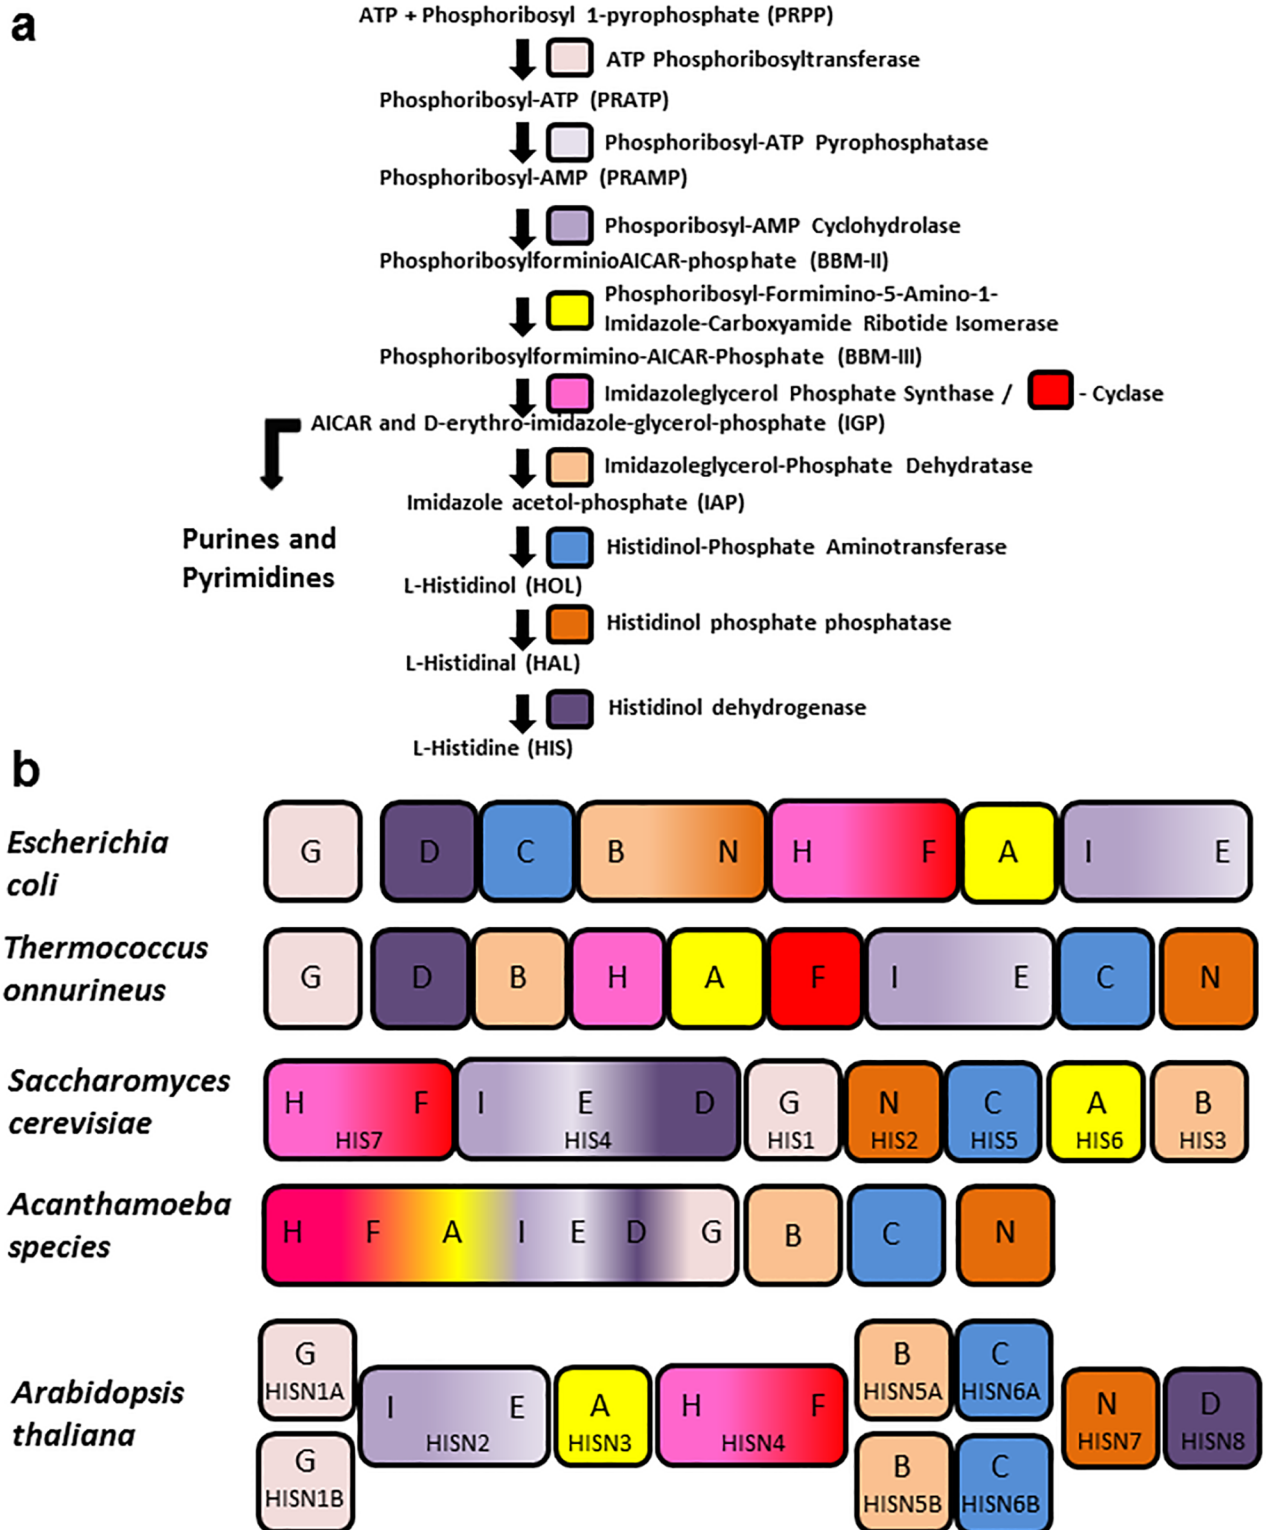 a
ATP + Phosphoribosyl 1-pyrophosphate (PRPP)
ATP Phosphoribosyltransferase
Phosphoribosyl-ATP (PRATP)
Phosphoribosyl-ATP Pyrophosphatase
Phosphoribosyl-AMP (PRAMP)
Phosporibosyl-AMP Cyclohydrolase
PhosphoribosylforminioAICAR-phosphate (BBM-II)
Phosphoribosyl-Formimino-5-Amino-1-
Imidazole-Carboxyamide Ribotide Isomerase
Phosphoribosylformimino-AICAR-Phosphate (BBM-III)
Imidazoleglycerol Phosphate Synthase / - Cyclase
AICAR and D-erythro-imidazole-glycerol-phosphate (IGP)
Imidazoleglycerol-Phosphate Dehydratase
Imidazole acetol-phosphate (IAP)
Purines and
Pyrimidines
Histidinol-Phosphate Aminotransferase
L-Histidinol (HOL)
Histidinol phosphate phosphatase
L-Histidinal (HAL)
Histidinol dehydrogenase
L-Histidine (HIS)
b
Escherichia
coli
G D C B N H F A I E
Thermococcus
onnurineus
G D B H A F I E C N
Saccharomyces
cerevisiae
H F I E D G N C A B
HIS7 HIS4 HIS1 HIS2 HIS5 HIS6 HIS3
Acanthamoeba
species
H F A I E D G B C N
Arabidopsis
thaliana
G B C
HISN1A HISN5A HISN6A
I E A H F N D
HISN2 HISN3 HISN4 HISN7 HISN8
G B C
HISN1B HISN5B HISN6B